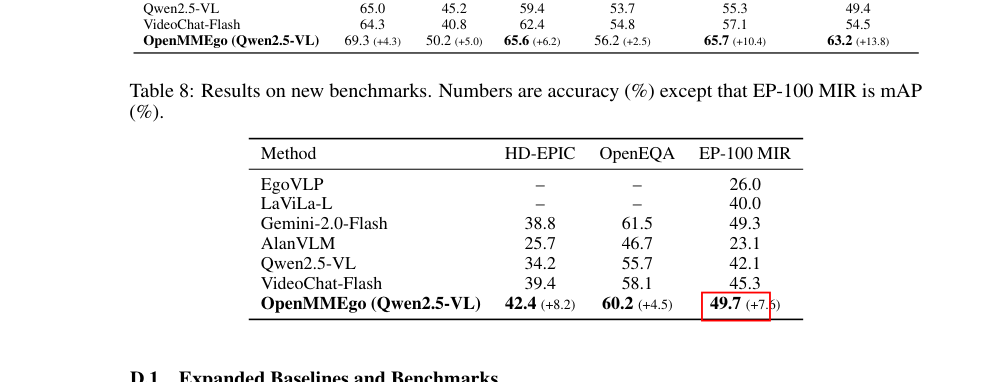 Qwen2.5-VL 65.0 45.2 59.4 53.7 55.3 49.4
VideoChat-Flash 64.3 40.8 62.4 54.8 57.1 54.5
OpenMMEgo (Qwen2.5-VL) 69.3 (+4.3) 50.2 (+5.0) 65.6 (+6.2) 56.2 (+2.5) 65.7 (+10.4) 63.2 (+13.8)
Table 8: Results on new benchmarks. Numbers are accuracy (%) except that EP-100 MIR is mAP
(%).
Method HD-EPIC OpenEQA EP-100 MIR
EgoVLP – – 26.0
LaViLa-L – – 40.0
Gemini-2.0-Flash 38.8 61.5 49.3
AlanVLM 25.7 46.7 23.1
Qwen2.5-VL 34.2 55.7 42.1
VideoChat-Flash 39.4 58.1 45.3
OpenMMEgo (Qwen2.5-VL) 42.4 (+8.2) 60.2 (+4.5) 49.7 (+7.6)
D.1 Expanded Baselines and Benchmarks